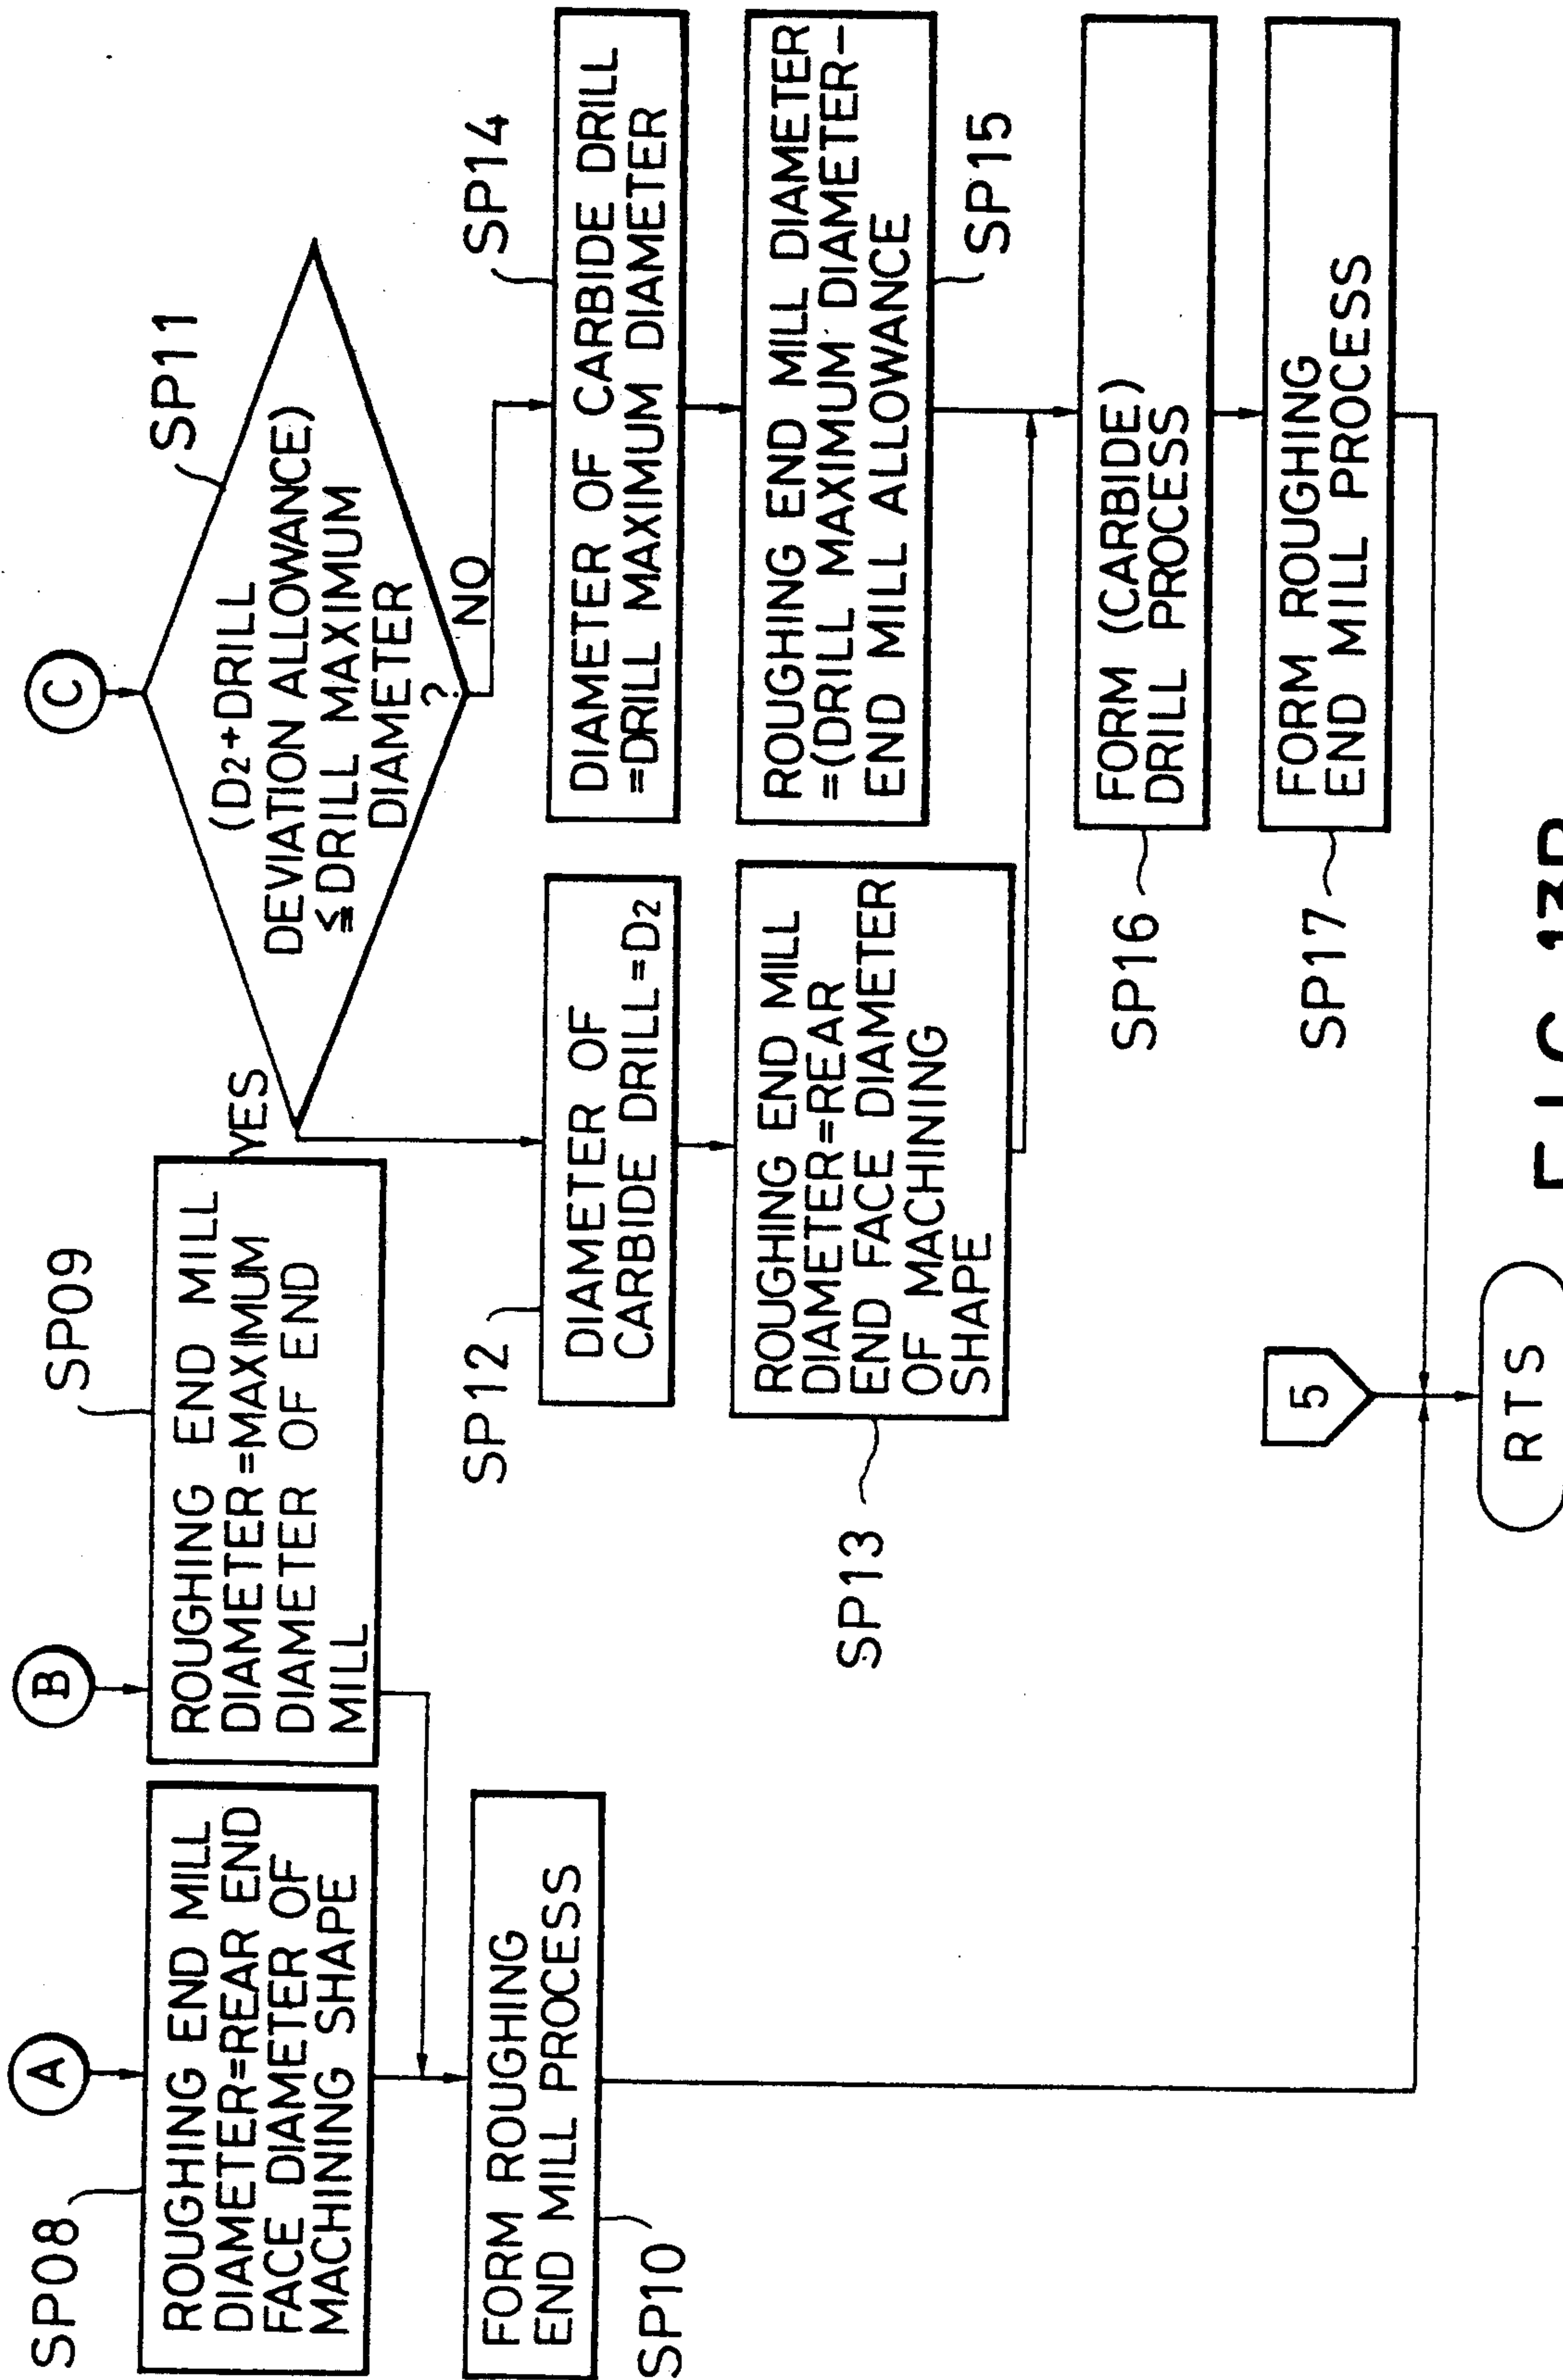 A
SP08
ROUGHING END MILL
DIAMETER=REAR END
FACE DIAMETER OF
MACHINING SHAPE
B
SP09
ROUGHING END MILL
DIAMETER=MAXIMUM
DIAMETER OF END
MILL
FORM ROUGHING
END MILL PROCESS
SP10
C
SP11
(D2+DRILL
DEVIATION ALLOWANCE)
≦DRILL MAXIMUM
DIAMETER
?
YES
NO
SP12
DIAMETER OF
CARBIDE DRILL=D2
ROUGHING END MILL
DIAMETER=REAR
END FACE DIAMETER
OF MACHINING
SHAPE
SP13
SP14
DIAMETER OF CARBIDE DRILL
=DRILL MAXIMUM DIAMETER
ROUGHING END MILL DIAMETER
=(DRILL MAXIMUM DIAMETER-
END MILL ALLOWANCE
SP15
FORM (CARBIDE)
DRILL PROCESS
SP16
FORM ROUGHING
END MILL PROCESS
SP17
5
RTS